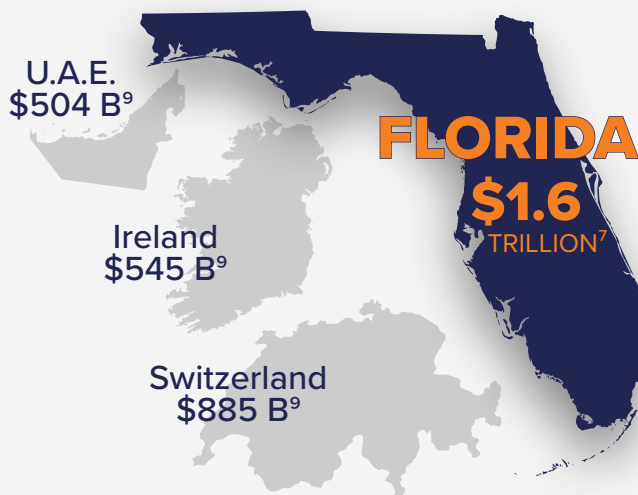 U.A.E.
$504 B⁹
FLORIDA
$1.6
TRILLION⁷
Ireland
$545 B⁹
Switzerland
$885 B⁹